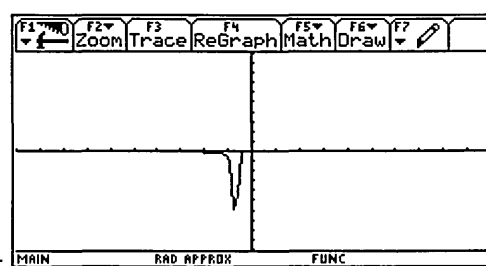 F1 F2 F3 F4 F5 F6 F7
Zoom Trace ReGraph Math Draw
MAIN RAD APPROX FUNC